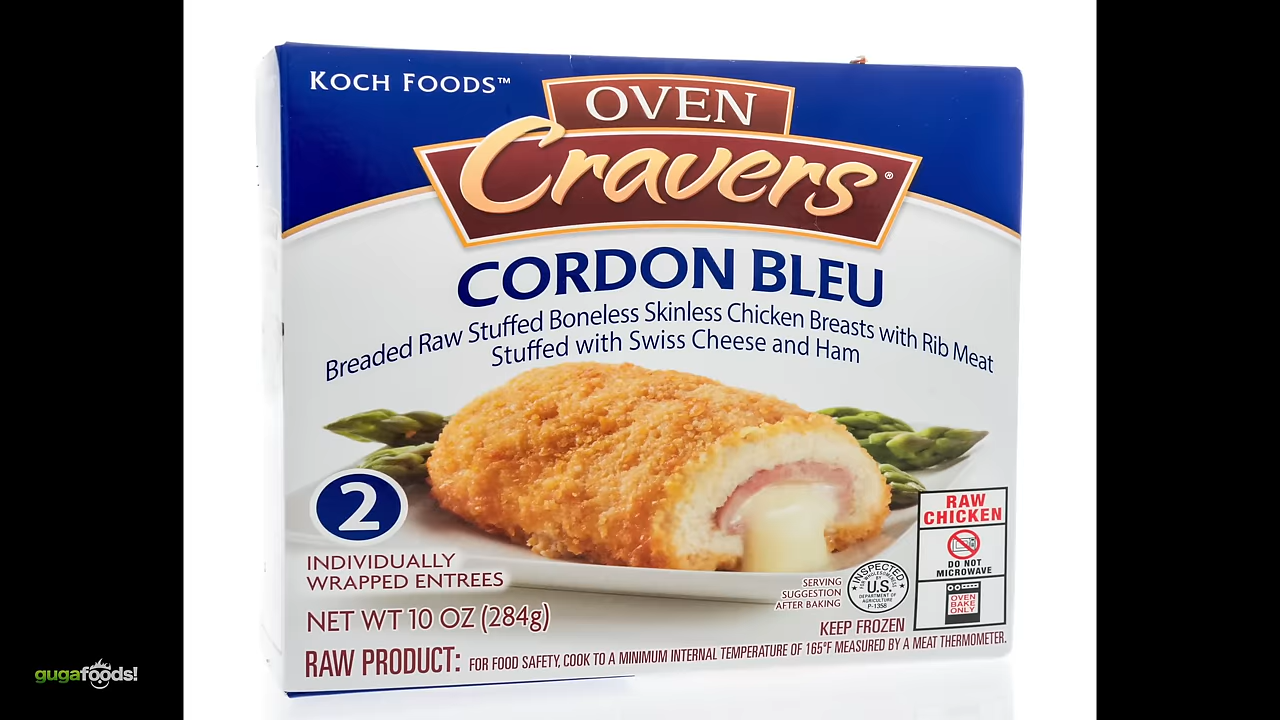 KOCH FOODS™
OVEN
Cravers®
CORDON BLEU
Breaded Raw Stuffed Boneless Skinless Chicken Breasts with Rib Meat
Stuffed with Swiss Cheese and Ham
2
INDIVIDUALLY
WRAPPED ENTREES
NET WT 10 OZ (284g)
SERVING
SUGGESTION
AFTER BAKING
INSPECTED
FOR WHOLESOMENESS
BY
U.S.
DEPARTMENT OF
AGRICULTURE
P-1358
KEEP FROZEN
RAW
CHICKEN
DO NOT
MICROWAVE
OVEN
BAKE
ONLY
RAW PRODUCT: FOR FOOD SAFETY, COOK TO A MINIMUM INTERNAL TEMPERATURE OF 165°F MEASURED BY A MEAT THERMOMETER.
gugafoods!